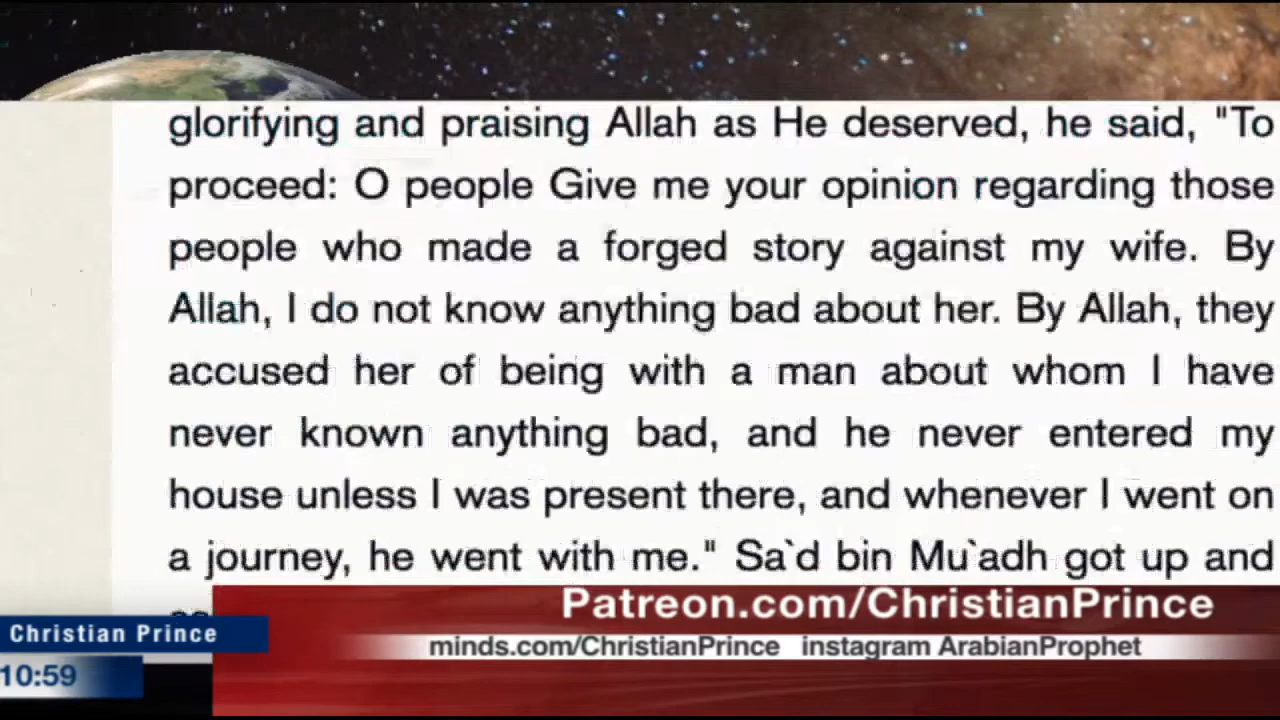 glorifying and praising Allah as He deserved, he said, "To
proceed: O people Give me your opinion regarding those
people who made a forged story against my wife. By
Allah, I do not know anything bad about her. By Allah, they
accused her of being with a man about whom I have
never known anything bad, and he never entered my
house unless I was present there, and whenever I went on
a journey, he went with me." Sa`d bin Mu`adh got up and
Patreon.com/ChristianPrince
Christian Prince
minds.com/ChristianPrince instagram ArabianProphet
10:59